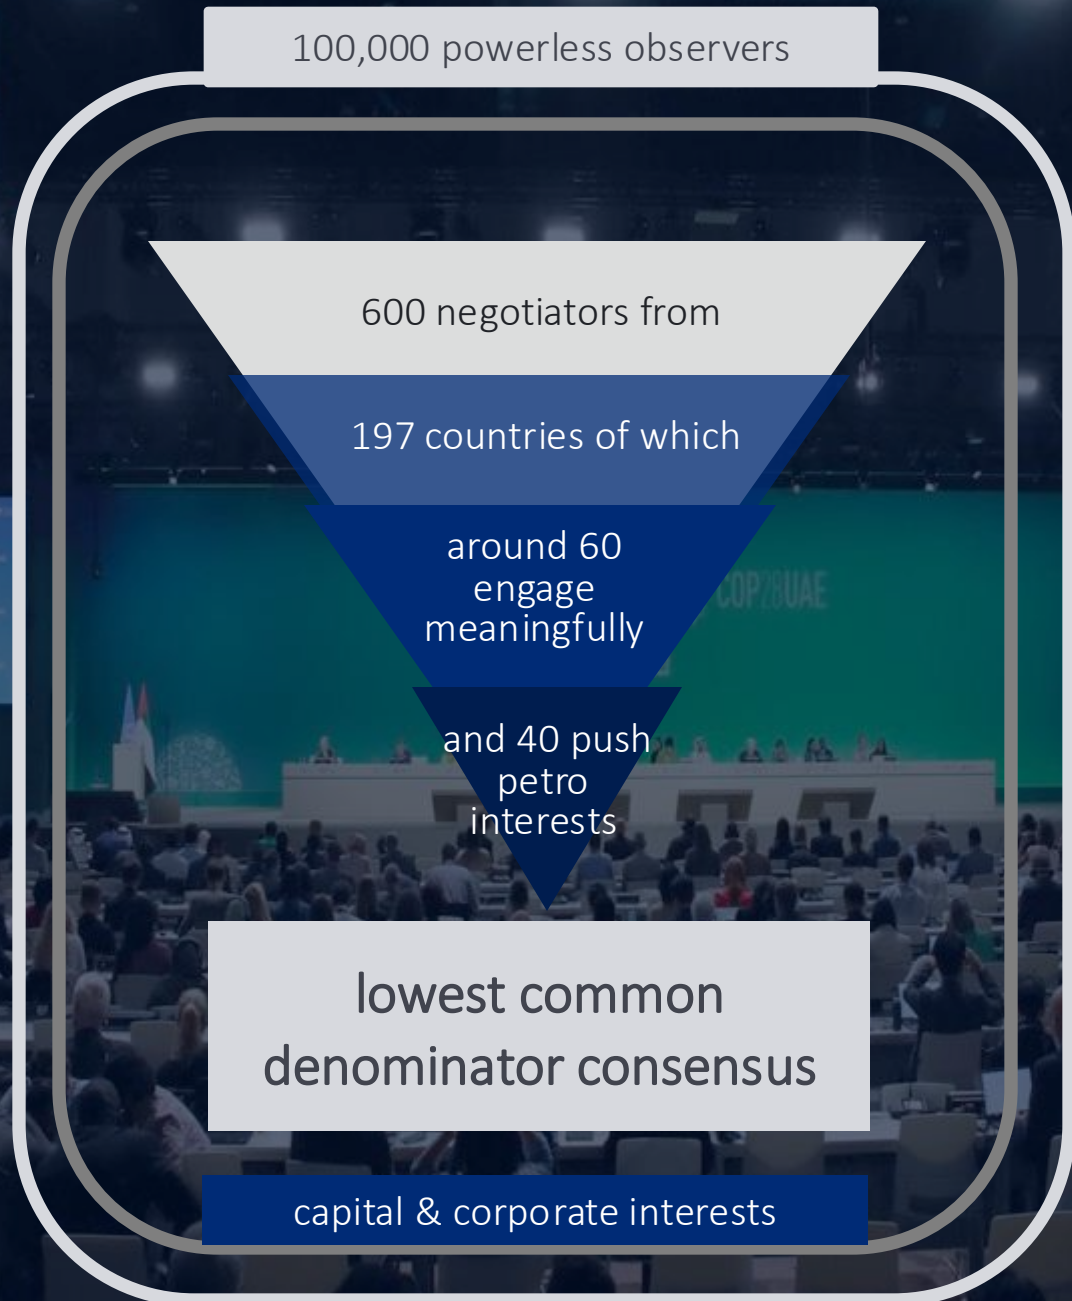 100,000 powerless observers
600 negotiators from
197 countries of which
around 60
engage
meaningfully
COP28UAE
and 40 push
petro
interests
lowest common
denominator consensus
capital & corporate interests